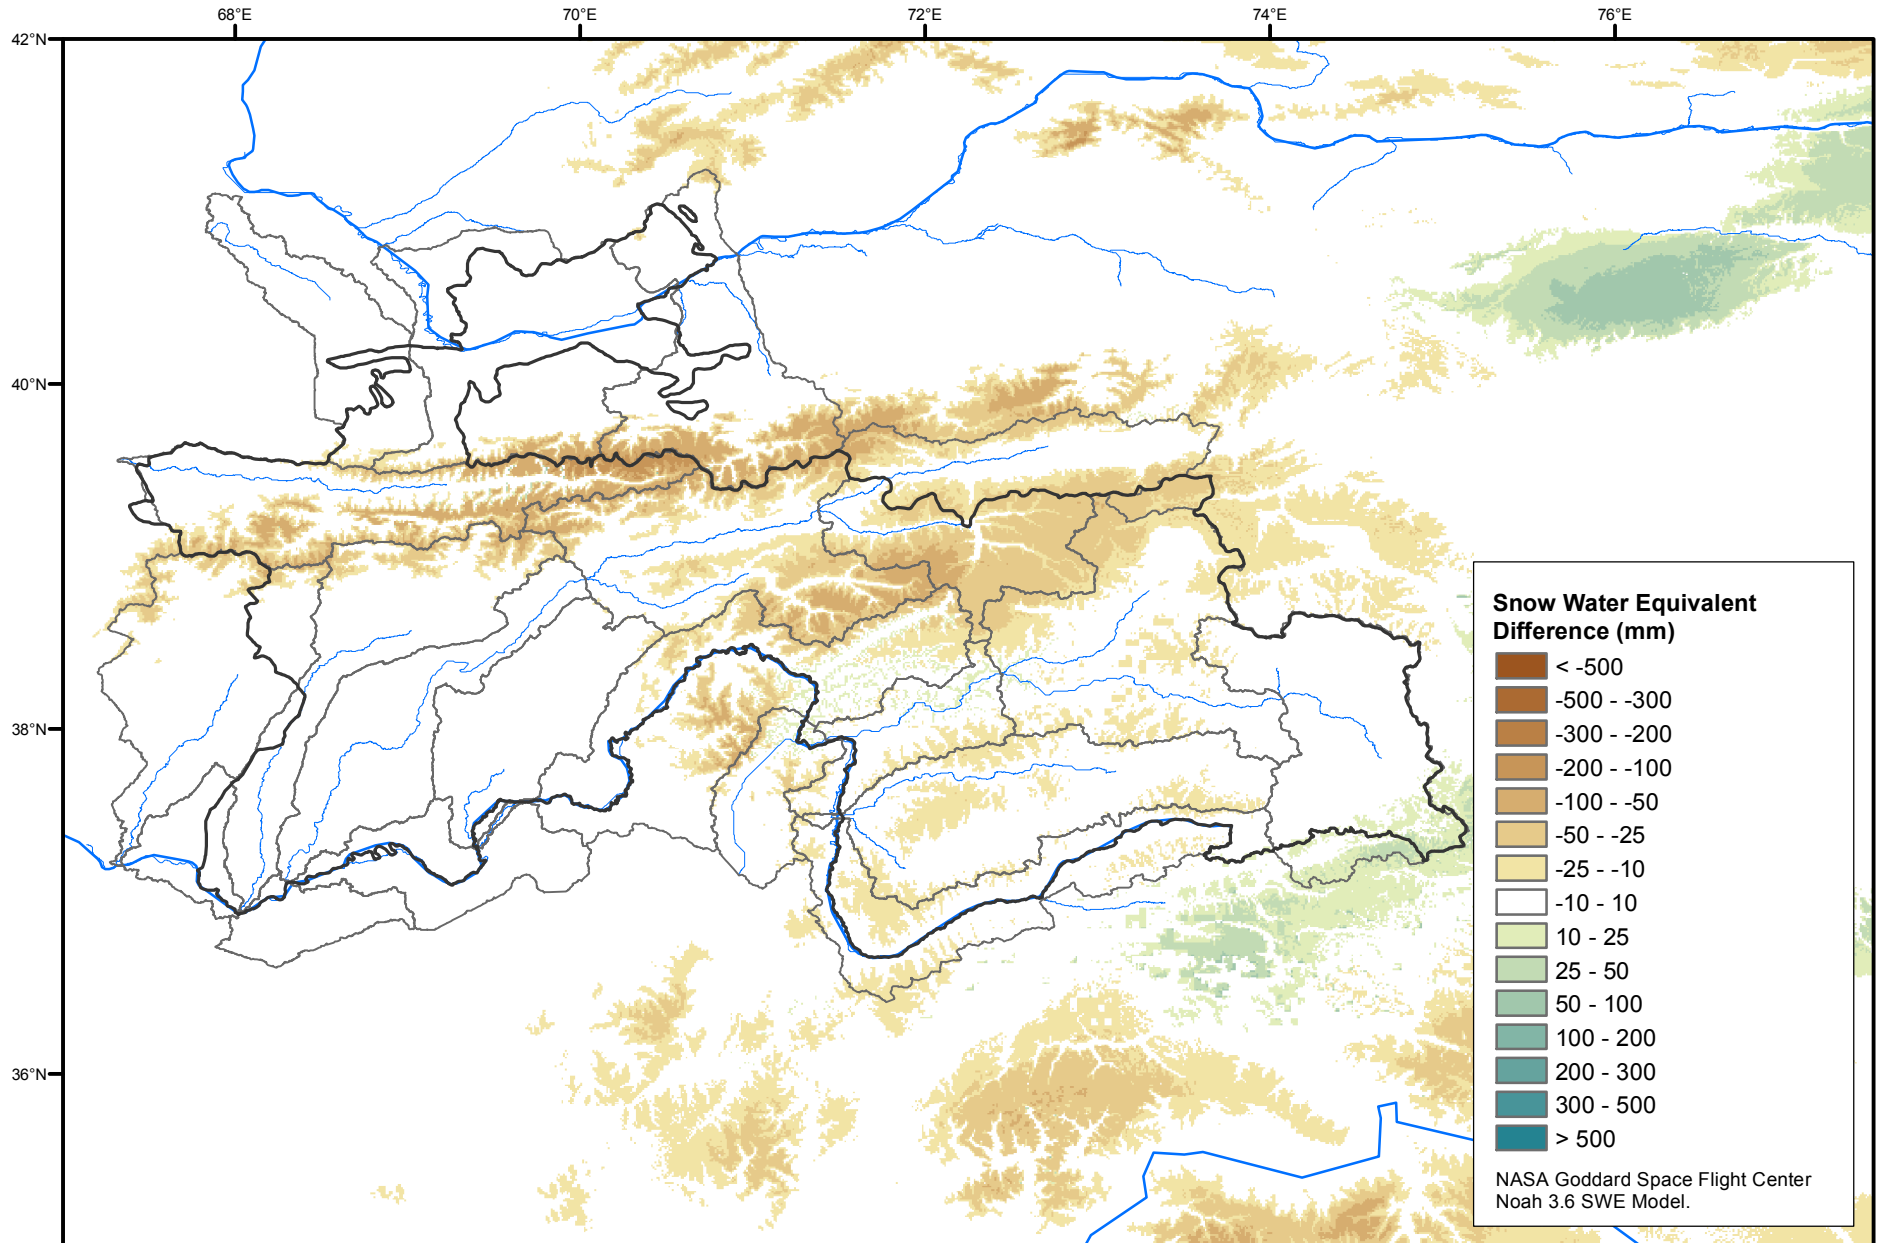 68°E
70°E
72°E
74°E
76°E
42°N
40°N
38°N
36°N
Snow Water Equivalent
Difference (mm)
< -500
-500 - -300
-300 - -200
-200 - -100
-100 - -50
-50 - -25
-25 - -10
-10 - 10
10 - 25
25 - 50
50 - 100
100 - 200
200 - 300
300 - 500
> 500
NASA Goddard Space Flight Center
Noah 3.6 SWE Model.